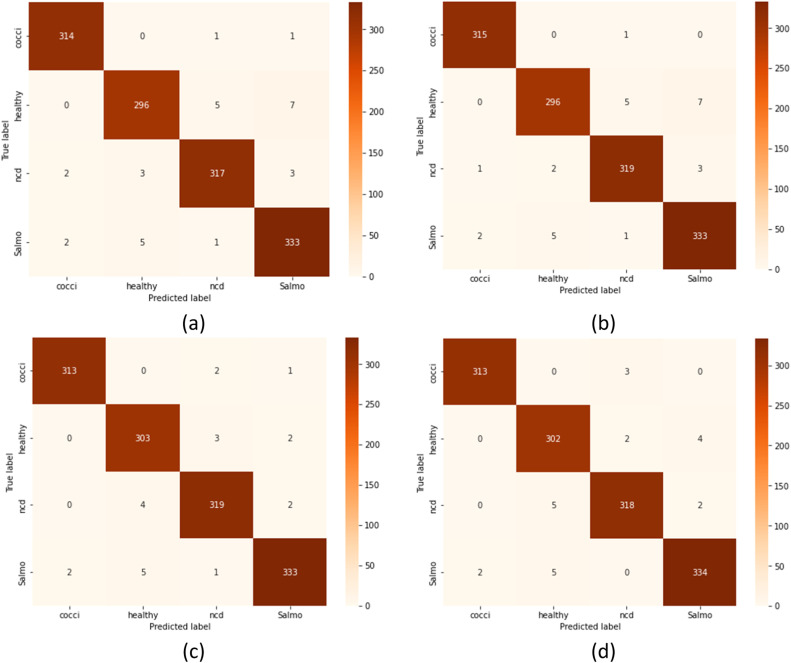 cocci 314 0 1 1
healthy 0 296 5 7
ncd 2 3 317 3
Salmo 2 5 1 333
True label
cocci healthy ncd Salmo
Predicted label
300
250
200
150
100
50
0
(a)
cocci 315 0 1 0
healthy 0 296 5 7
ncd 1 2 319 3
Salmo 2 5 1 333
True label
cocci healthy ncd Salmo
Predicted label
300
250
200
150
100
50
0
(b)
cocci 313 0 2 1
healthy 0 303 3 2
ncd 0 4 319 2
Salmo 2 5 1 333
True label
cocci healthy ncd Salmo
Predicted label
300
250
200
150
100
50
0
(c)
cocci 313 0 3 0
healthy 0 302 2 4
ncd 0 5 318 2
Salmo 2 5 0 334
True label
cocci healthy ncd Salmo
Predicted label
300
250
200
150
100
50
0
(d)